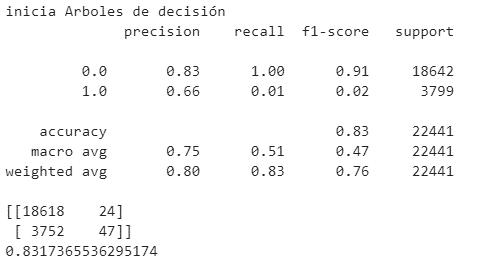 inicia Arboles de decisión
precision recall f1-score support
0.0 0.83 1.00 0.91 18642
1.0 0.66 0.01 0.02 3799
accuracy 0.83 22441
macro avg 0.75 0.51 0.47 22441
weighted avg 0.80 0.83 0.76 22441
[[18618 24]
[ 3752 47]]
0.8317365536295174